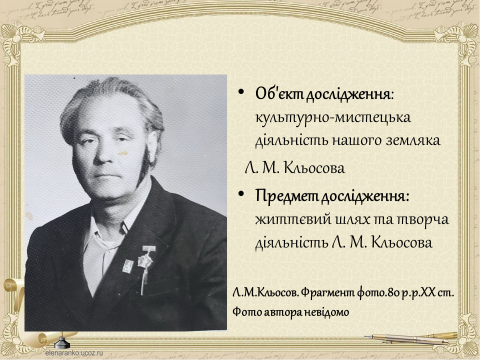 • Об'єкт дослідження:
культурно-мистецька
діяльність нашого земляка
Л. М. Кльосова
• Предмет дослідження:
життєвий шлях та творча
діяльність Л. М. Кльосова
Л.М.Кльосов. Фрагмент фото.80 р.р.ХХ ст.
Фото автора невідомо
elenaranko.ucoz.ru